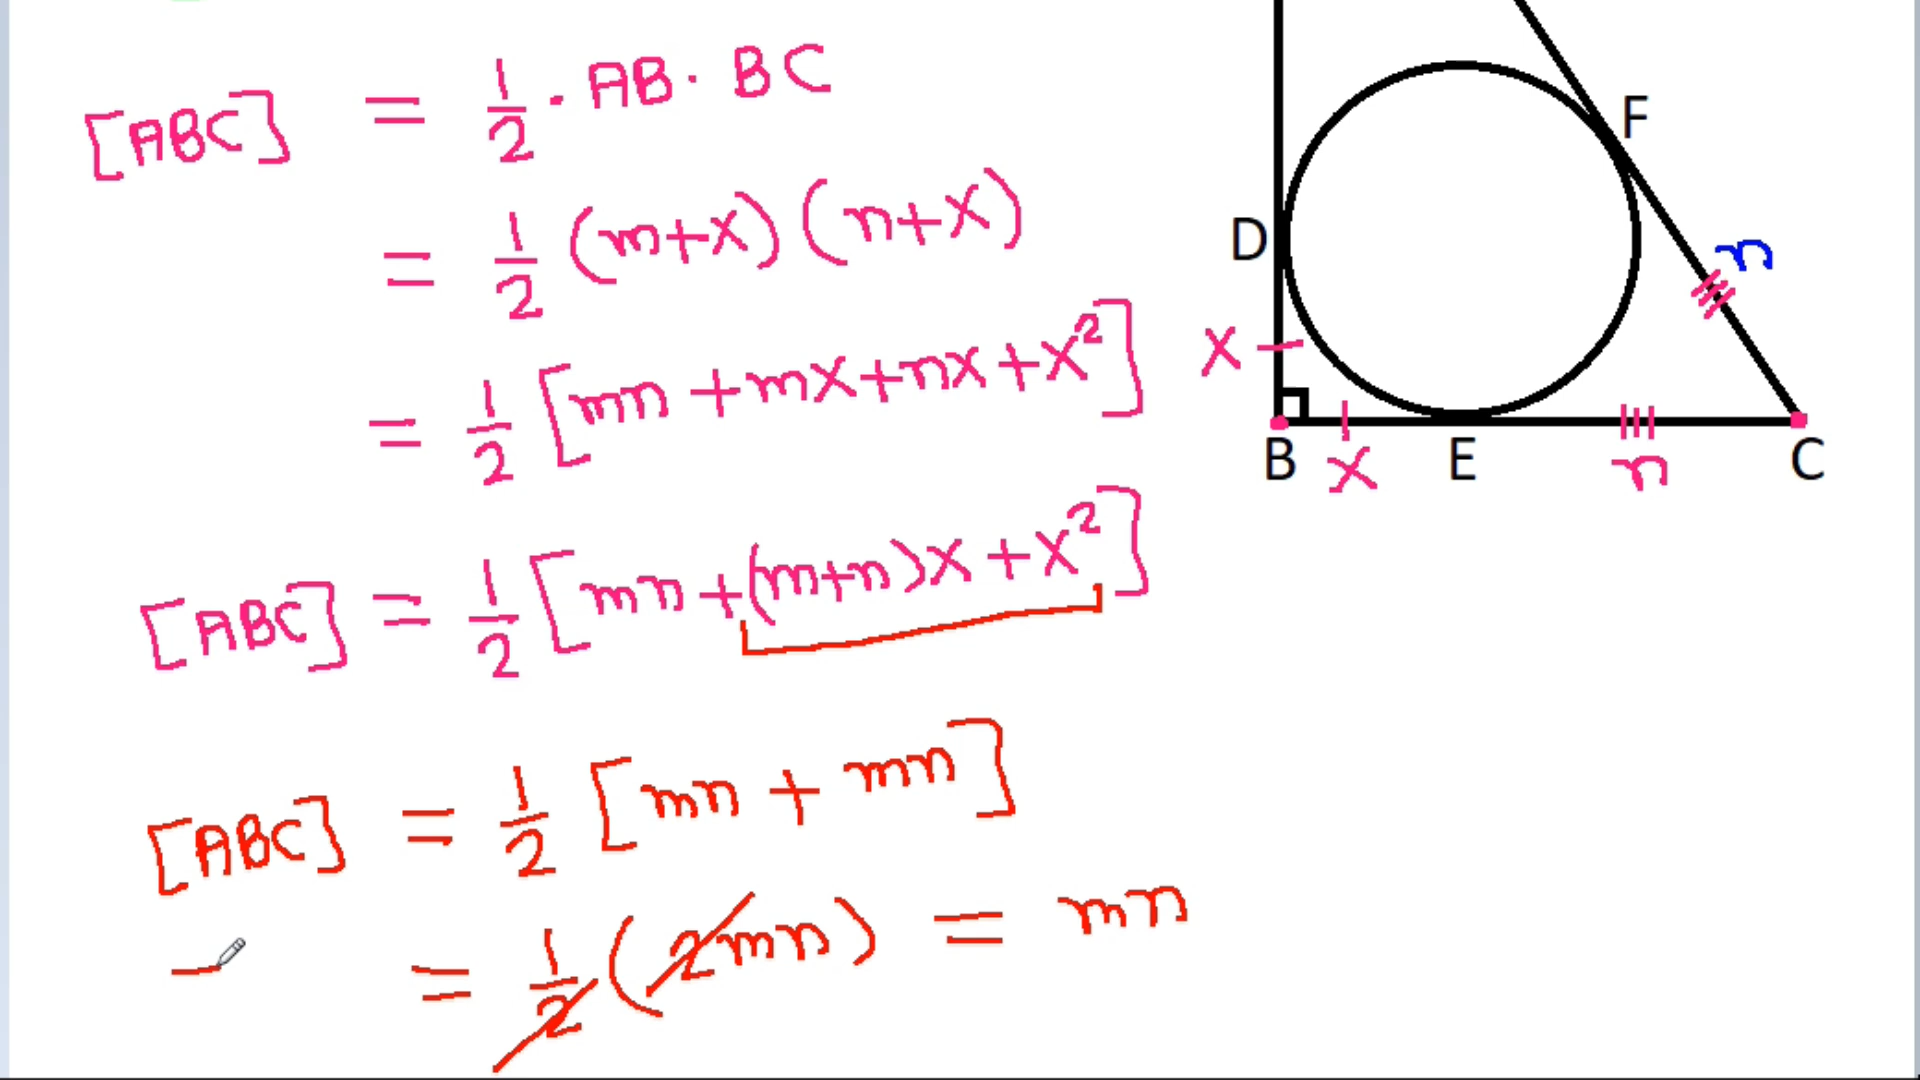 [ABC] = 1/2 · AB · BC
= 1/2 (m+x)(n+x)
= 1/2 [mn + mx + nx + x²]
[ABC] = 1/2 [mn + (m+n)x + x²]
[ABC] = 1/2 [mn + mn]
= 1/2 (2mn) = mn
F
D
n
x
B x E n C